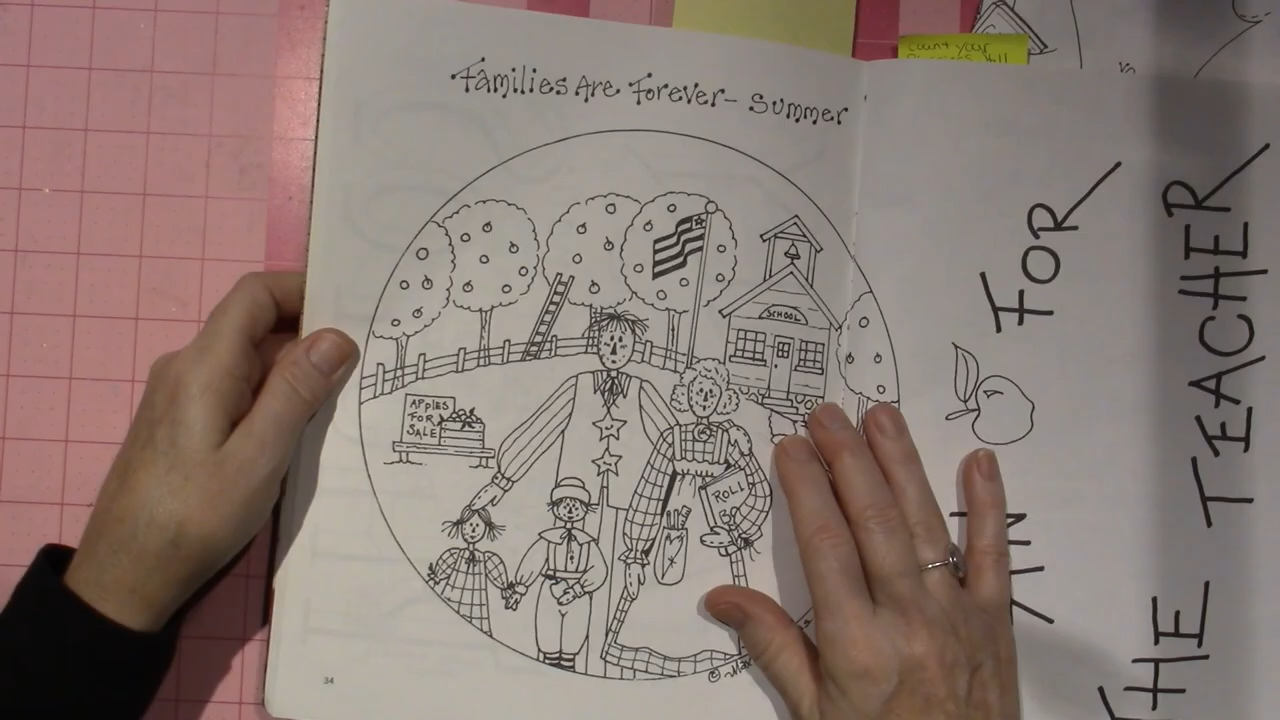 Families Are Forever- Summer
SCHOOL
APPLES
FOR
SALE
ROLL
34
count your
FOR
THE TEACHER